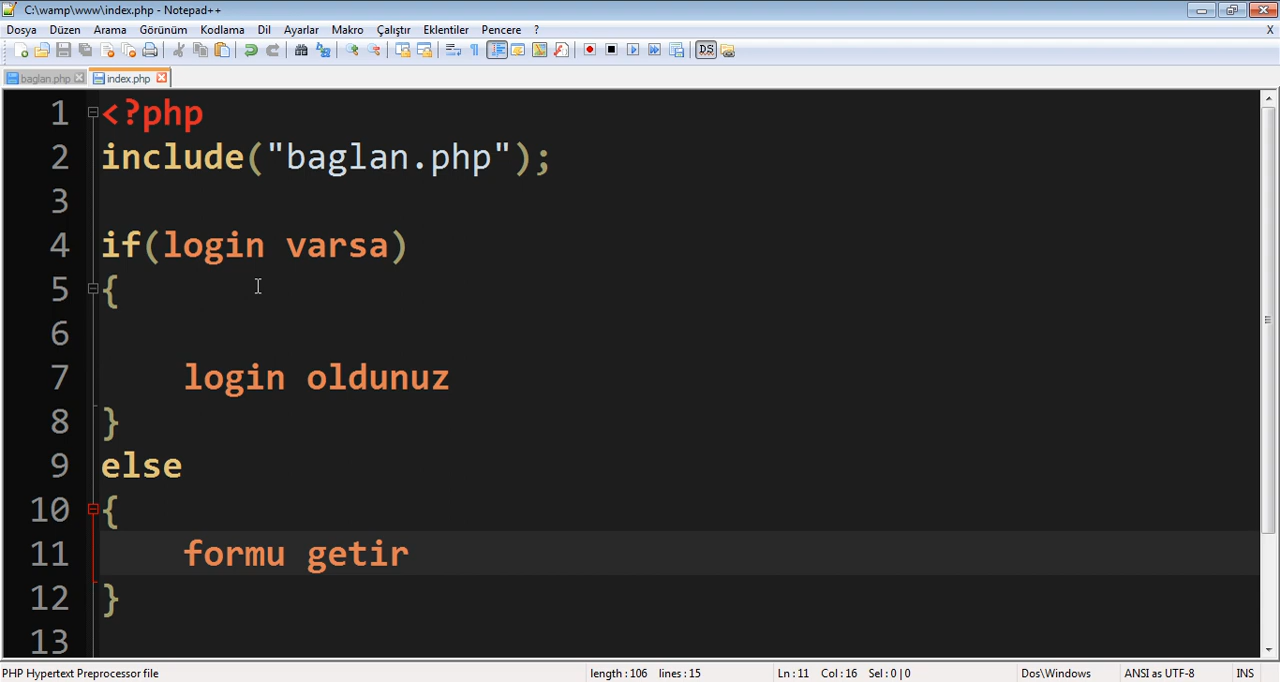 C:\wamp\www\index.php - Notepad++
Dosya Düzen Arama Görünüm Kodlama Dil Ayarlar Makro Çalıştır Eklentiler Pencere ? X
baglan.php index.php
1 <?php
2 include("baglan.php");
3
4 if(login varsa)
5 {
6
7 login oldunuz
8 }
9 else
10 {
11 formu getir
12 }
13
PHP Hypertext Preprocessor file length : 106 lines : 15 Ln : 11 Col : 16 Sel : 0 | 0 Dos\Windows ANSI as UTF-8 INS